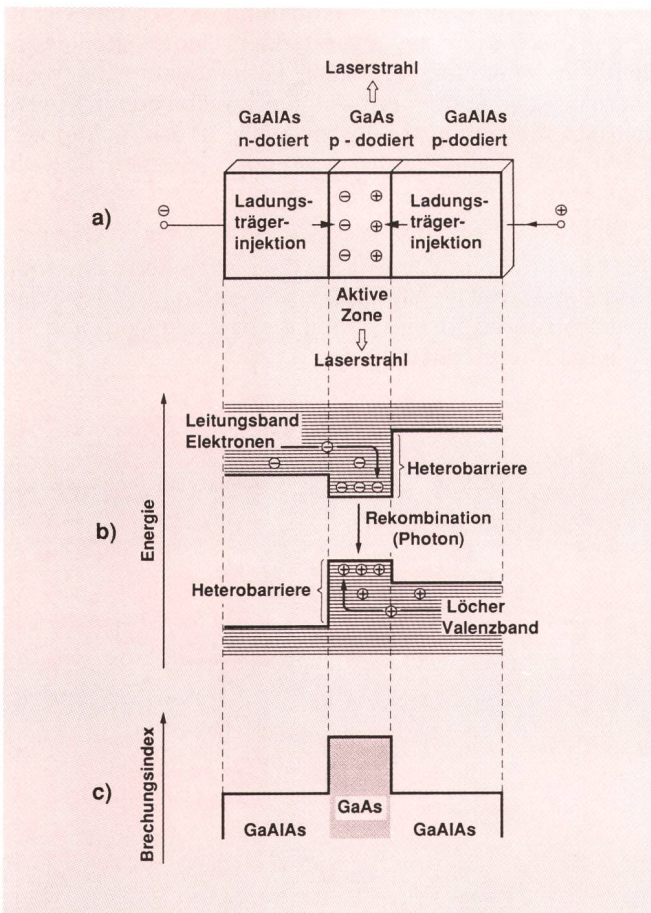 Laserstrahl
GaAlAs GaAs GaAlAs
n-dotiert p - dodiert p-dodiert
a)
⊖ Ladungs- ⊖ ⊕ Ladungs- ⊕
träger- ⊖ ⊕ träger-
injektion ⊖ ⊕ injektion
Aktive
Zone
Laserstrahl
b)
Energie
Leitungsband
Elektronen ⊖
⊖ ⊖
⊖ ⊖ ⊖
Heterobarriere
Rekombination
(Photon)
Heterobarriere
⊕ ⊕ ⊕
⊕ ⊕
⊕ Löcher
Valenzband
c)
Brechungsindex
GaAs
GaAlAs GaAlAs